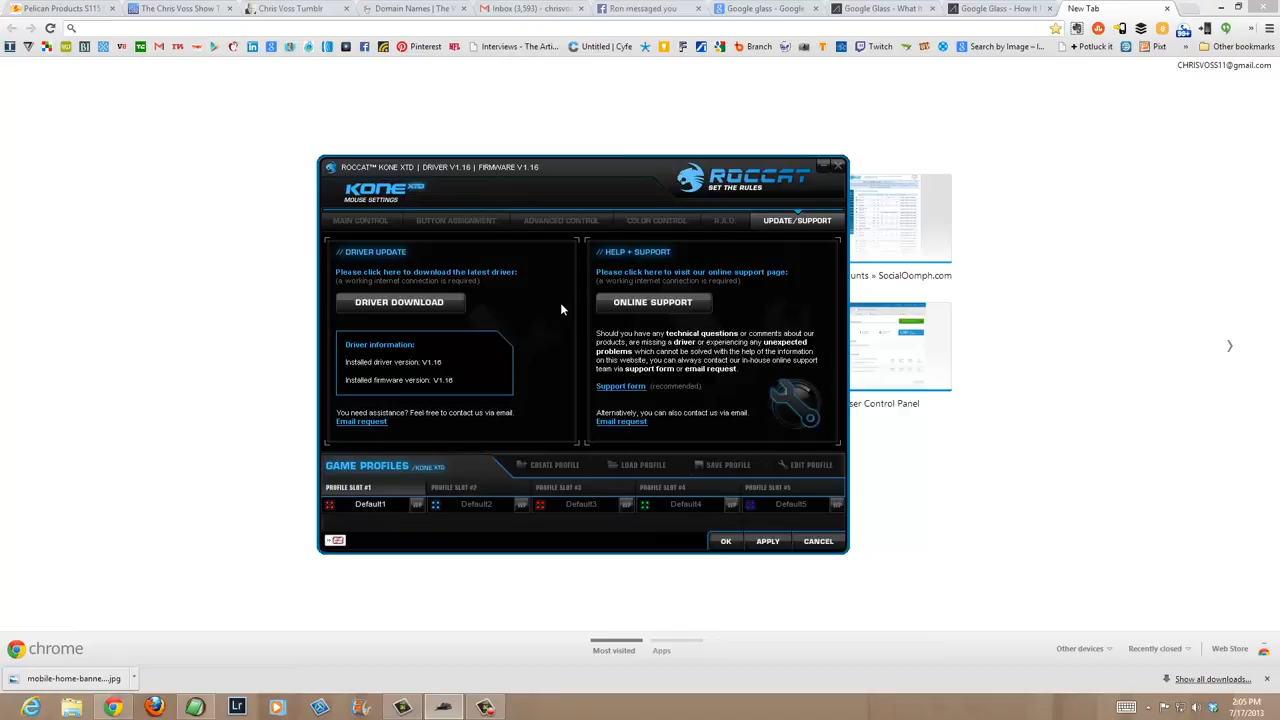 Pelican Products S115
The Chris Voss Show T
Chris Voss Tumblr
Domain Names | The W
Inbox (3,593) - chrisvos
Ron messaged you
Google glass - Google
Google Glass - What It
Google Glass - How It I
New Tab
Pinterest
Interviews - The Arti...
Untitled | Cyfe
Branch
Twitch
Search by Image - I...
+ Potluck it
Pixt
Other bookmarks
CHRISVOSS11@gmail.com
ROCCAT™ KONE XTD | DRIVER V1.16 | FIRMWARE V1.16
KONE XTD
MOUSE SETTINGS
ROCCAT
SET THE RULES
MAIN CONTROL
BUTTON ASSIGNMENT
ADVANCED CONTROL
COLOR CONTROL
R.A.D.
UPDATE/SUPPORT
// DRIVER UPDATE
Please click here to download the latest driver:
(a working internet connection is required)
DRIVER DOWNLOAD
Driver information:
Installed driver version: V1.16
Installed firmware version: V1.16
You need assistance? Feel free to contact us via email.
Email request
// HELP + SUPPORT
Please click here to visit our online support page:
(a working internet connection is required)
ONLINE SUPPORT
Should you have any technical questions or comments about our
products, are missing a driver or experiencing any unexpected
problems which cannot be solved with the help of the information
on this website, you can always contact our in-house online support
team via support form or email request.
Support form (recommended)
Alternatively, you can also contact us via email.
Email request
unts » SocialOomph.com
ser Control Panel
GAME PROFILES /KONE XTD
CREATE PROFILE
LOAD PROFILE
SAVE PROFILE
EDIT PROFILE
PROFILE SLOT #1
PROFILE SLOT #2
PROFILE SLOT #3
PROFILE SLOT #4
PROFILE SLOT #5
Default1
Default2
Default3
Default4
Default5
OK
APPLY
CANCEL
chrome
Most visited
Apps
Other devices
Recently closed
Web Store
mobile-home-banne....jpg
Show all downloads...
2:05 PM
7/17/2013